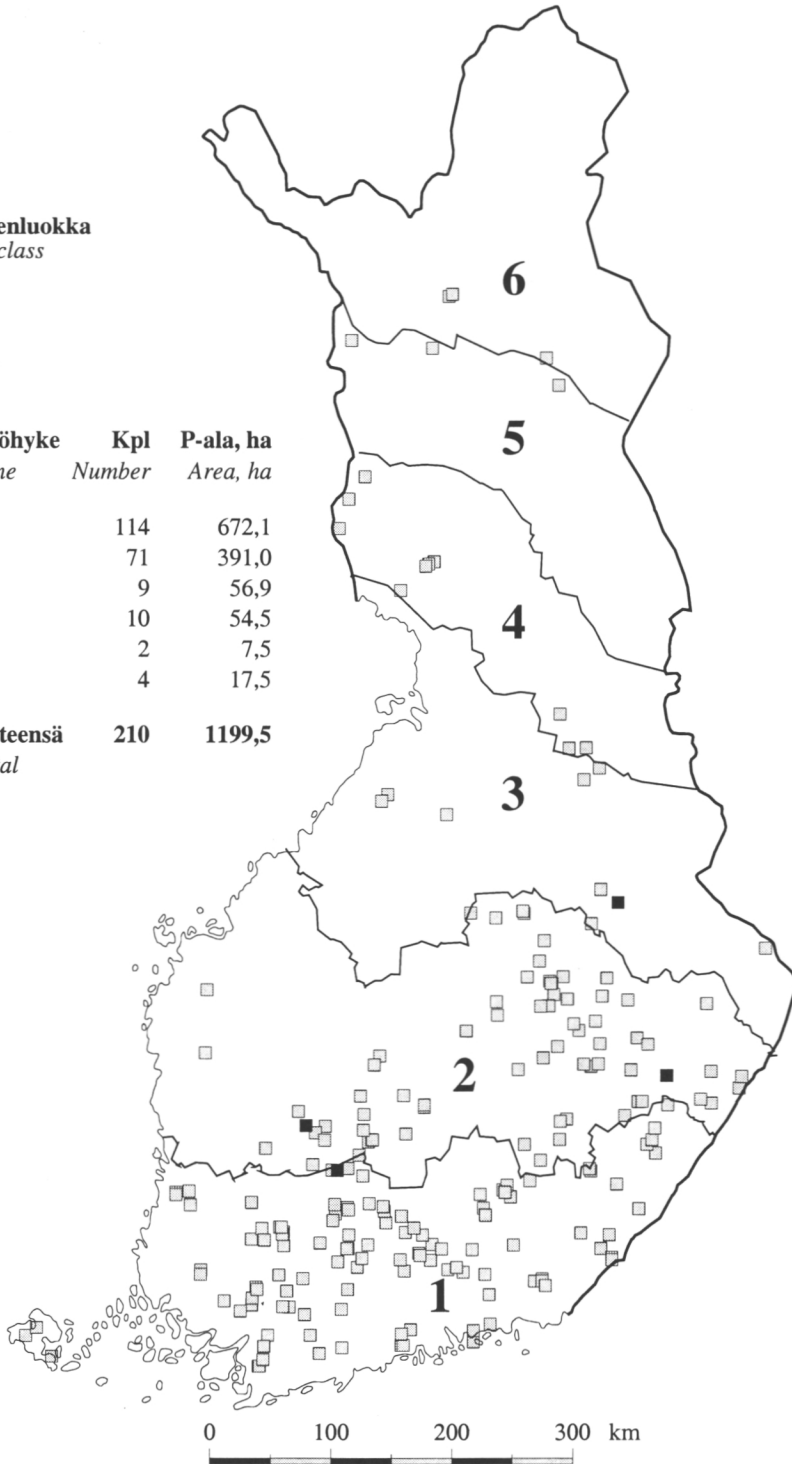 enluokka
class
6
5
4
3
2
1
öhyke Kpl P-ala, ha
ne Number Area, ha
114 672,1
71 391,0
9 56,9
10 54,5
2 7,5
4 17,5
teensä 210 1199,5
al
0 100 200 300 km